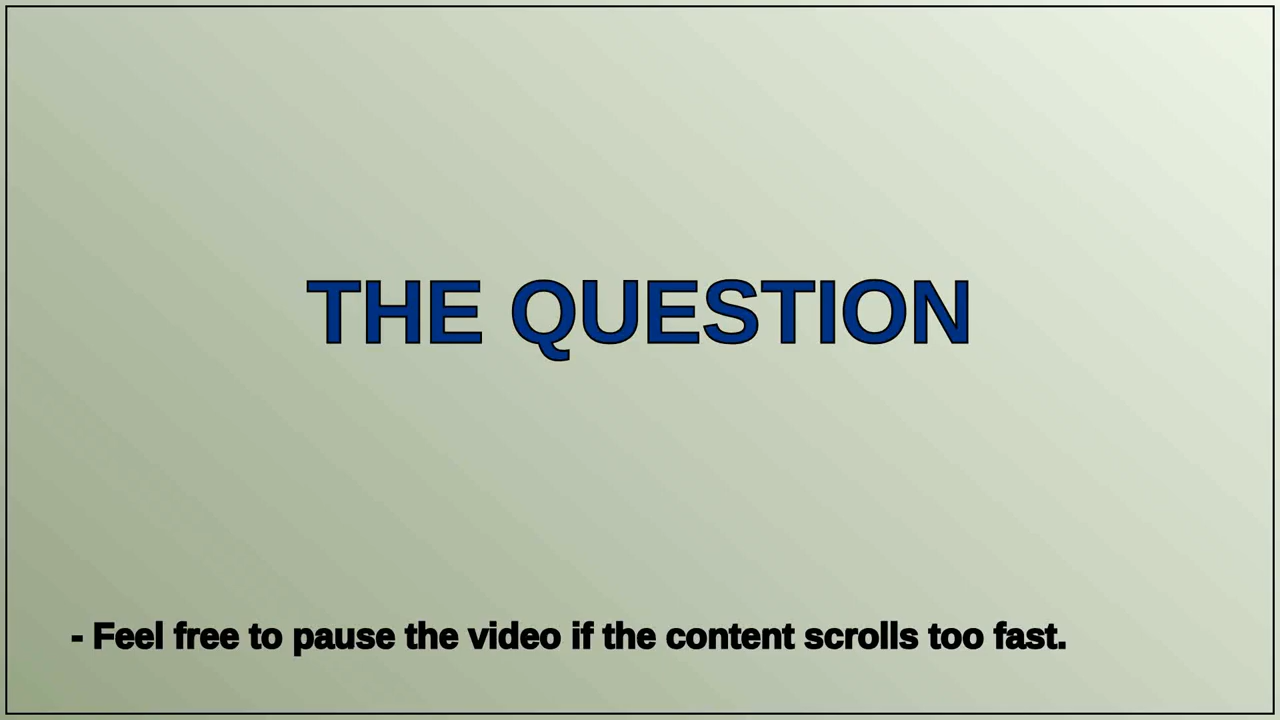 THE QUESTION
- Feel free to pause the video if the content scrolls too fast.